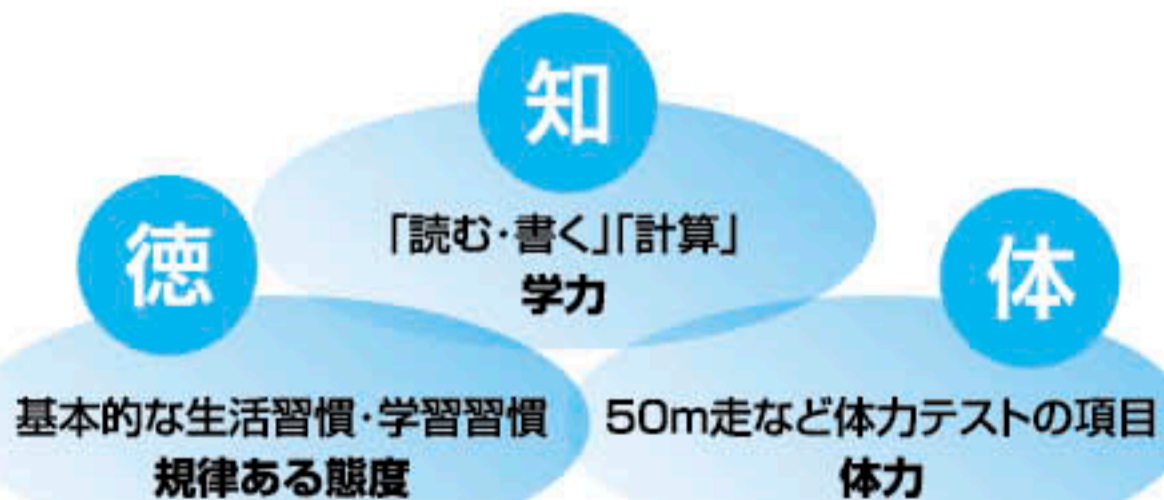 知
「読む·書く」「計算」
学力
徳
基本的な生活習慣·学習習慣
規律ある態度
体
50m走など体力テストの項目
体力